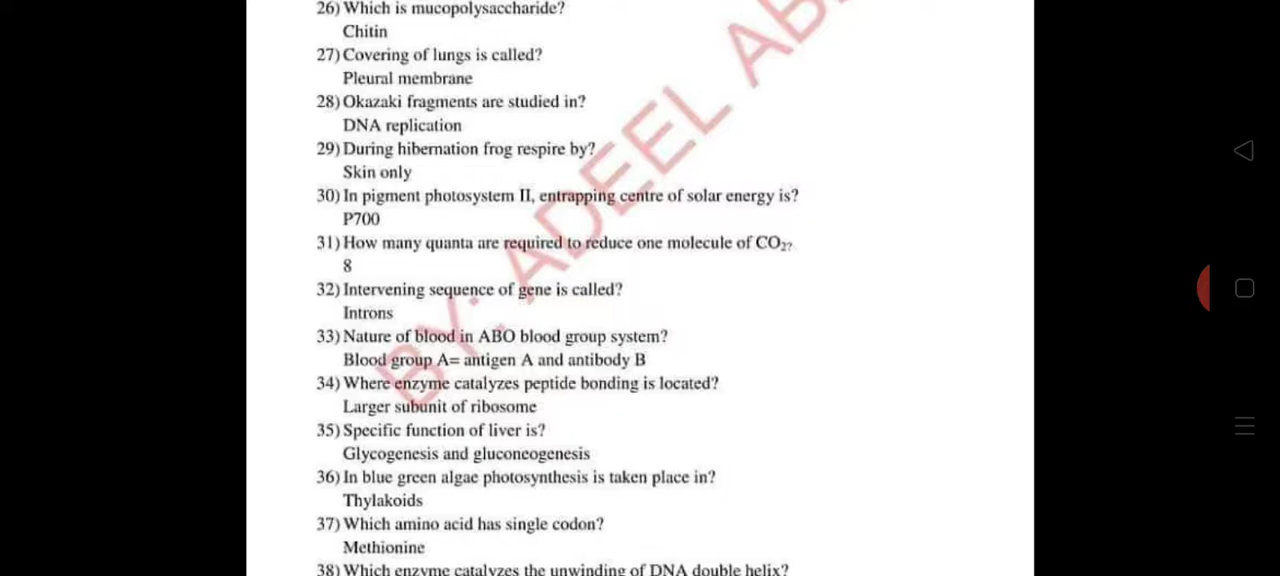 26) Which is mucopolysaccharide?
Chitin
27) Covering of lungs is called?
Pleural membrane
28) Okazaki fragments are studied in?
DNA replication
29) During hibernation frog respire by?
Skin only
30) In pigment photosystem II, entrapping centre of solar energy is?
P700
31) How many quanta are required to reduce one molecule of CO₂?
8
32) Intervening sequence of gene is called?
Introns
33) Nature of blood in ABO blood group system?
Blood group A= antigen A and antibody B
34) Where enzyme catalyzes peptide bonding is located?
Larger subunit of ribosome
35) Specific function of liver is?
Glycogenesis and gluconeogenesis
36) In blue green algae photosynthesis is taken place in?
Thylakoids
37) Which amino acid has single codon?
Methionine
38) Which enzyme catalyzes the unwinding of DNA double helix?
BY: ADEEL